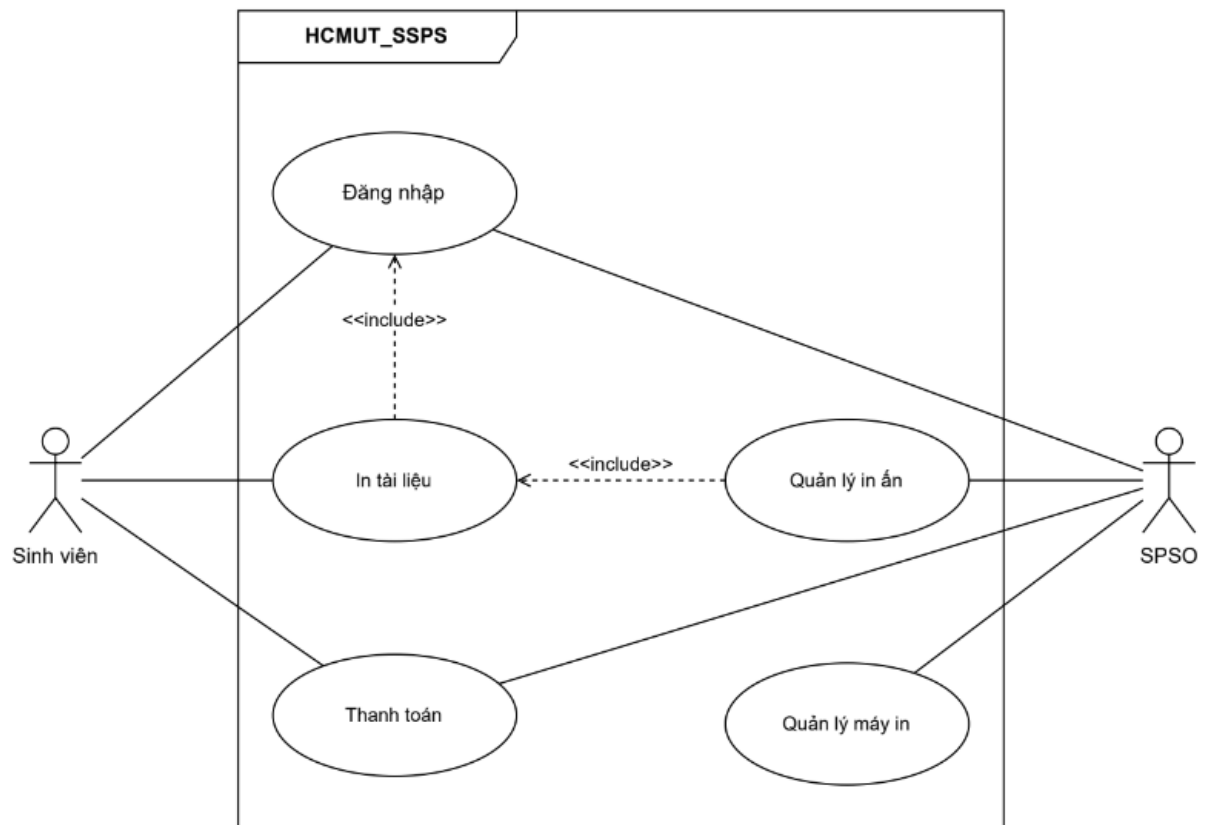 HCMUT_SSPS
Đăng nhập
<<include>>
In tài liệu
<<include>>
Quản lý in ấn
Sinh viên
SPSO
Thanh toán
Quản lý máy in